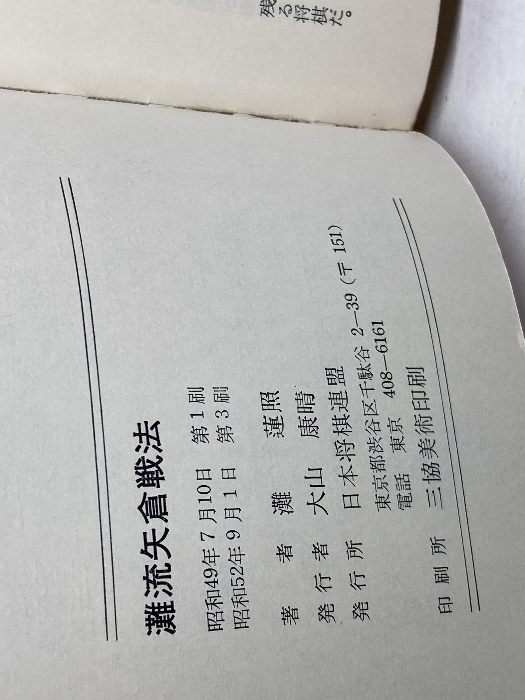 残る将棋だ。
灘流矢倉戦法
昭和49年7月10日 第1刷
昭和52年9月1日 第3刷
著者 灘 蓮照
発行者 大山 康晴
発行所 日本将棋連盟
東京都渋谷区千駄谷 2―39（〒151）
電話 東京 408―6161
印刷所 三協美術印刷